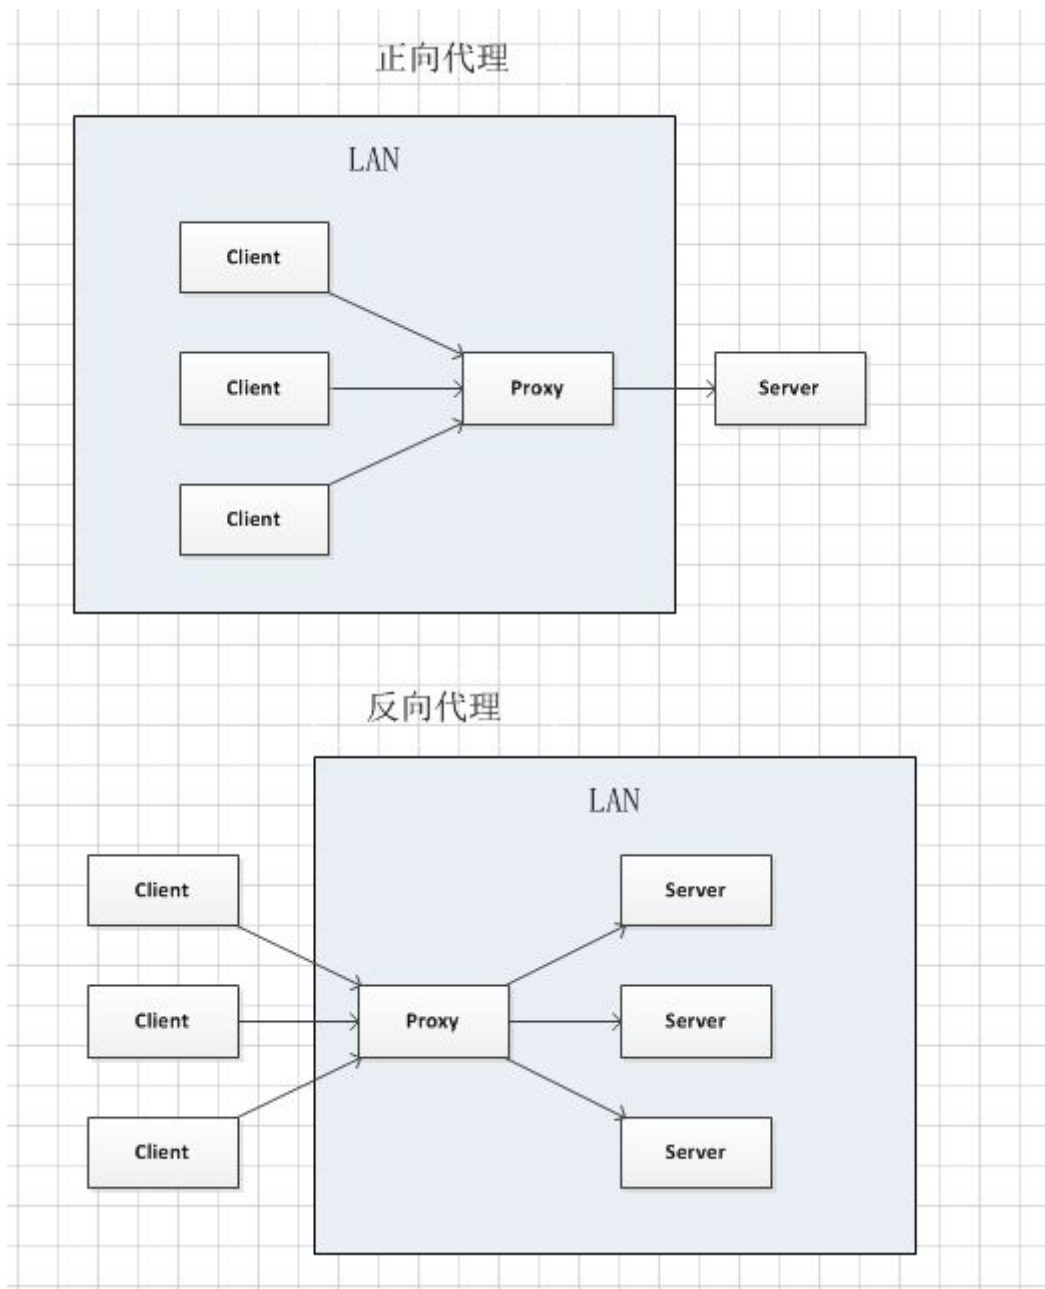 正向代理
LAN
Client
Client
Proxy
Server
Client
反向代理
LAN
Client
Server
Client
Proxy
Server
Client
Server